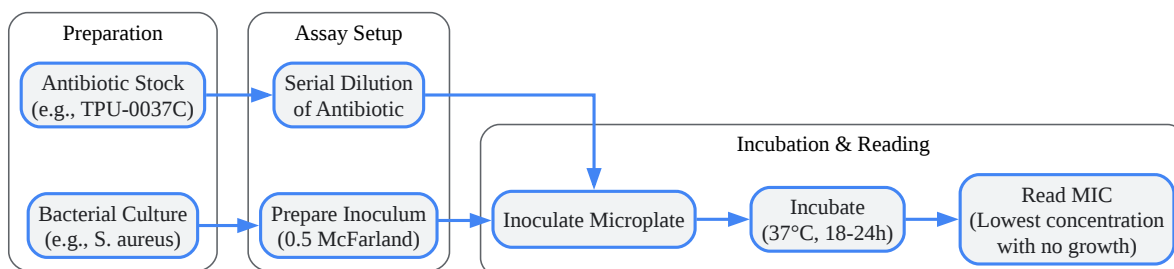 Preparation
Antibiotic Stock
(e.g., TPU-0037C)
Bacterial Culture
(e.g., S. aureus)
Assay Setup
Serial Dilution
of Antibiotic
Prepare Inoculum
(0.5 McFarland)
Incubation & Reading
Inoculate Microplate
Incubate
(37°C, 18-24h)
Read MIC
(Lowest concentration
with no growth)